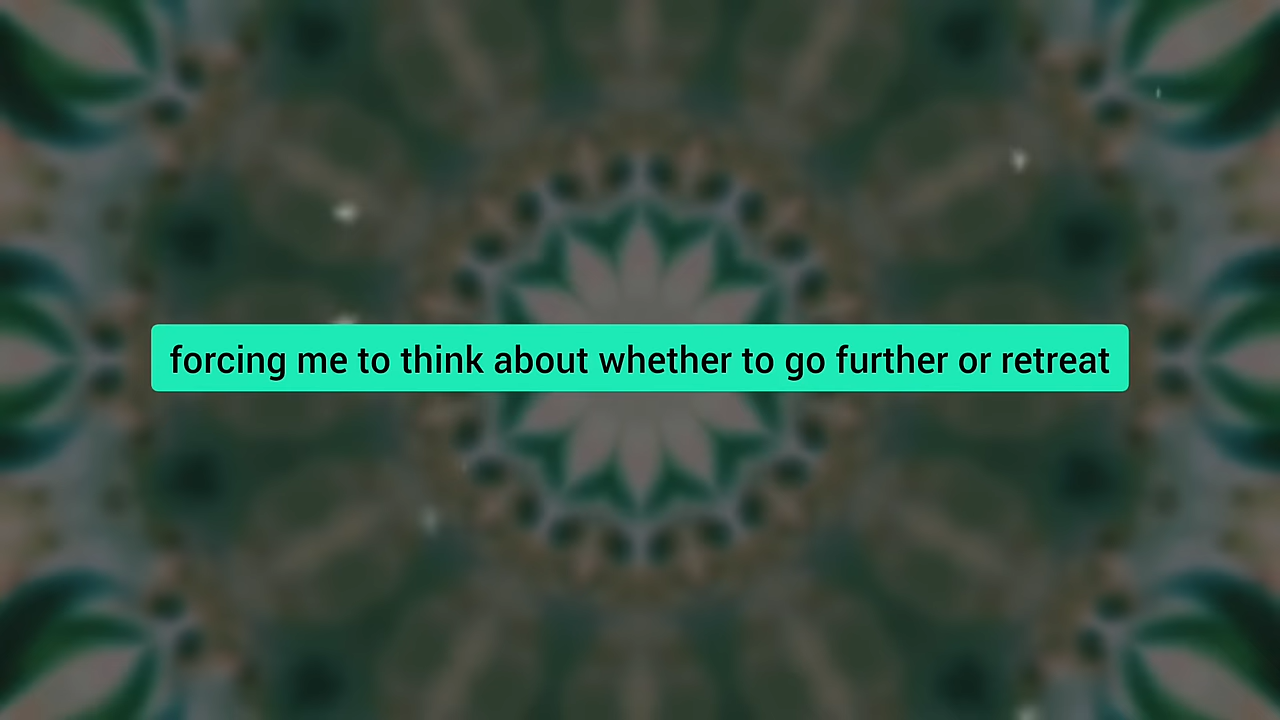 forcing me to think about whether to go further or retreat